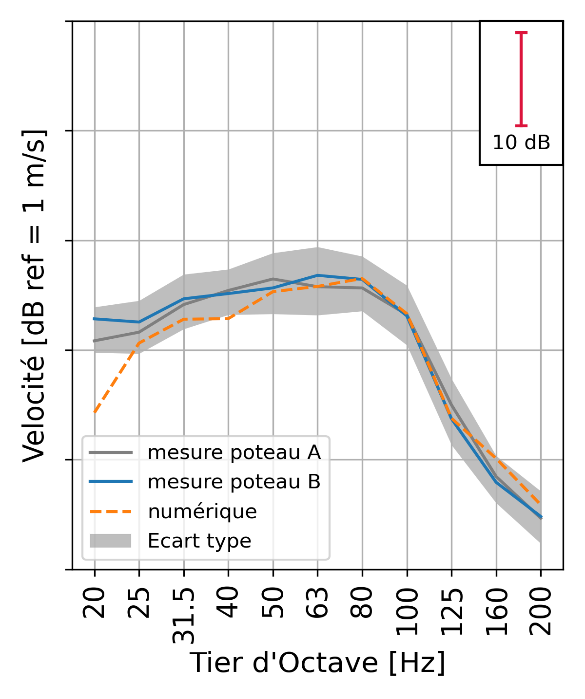 10 dB
Velocité [dB ref = 1 m/s]
mesure poteau A
mesure poteau B
numérique
Ecart type
20
25
31.5
40
50
63
80
100
125
160
200
Tier d'Octave [Hz]